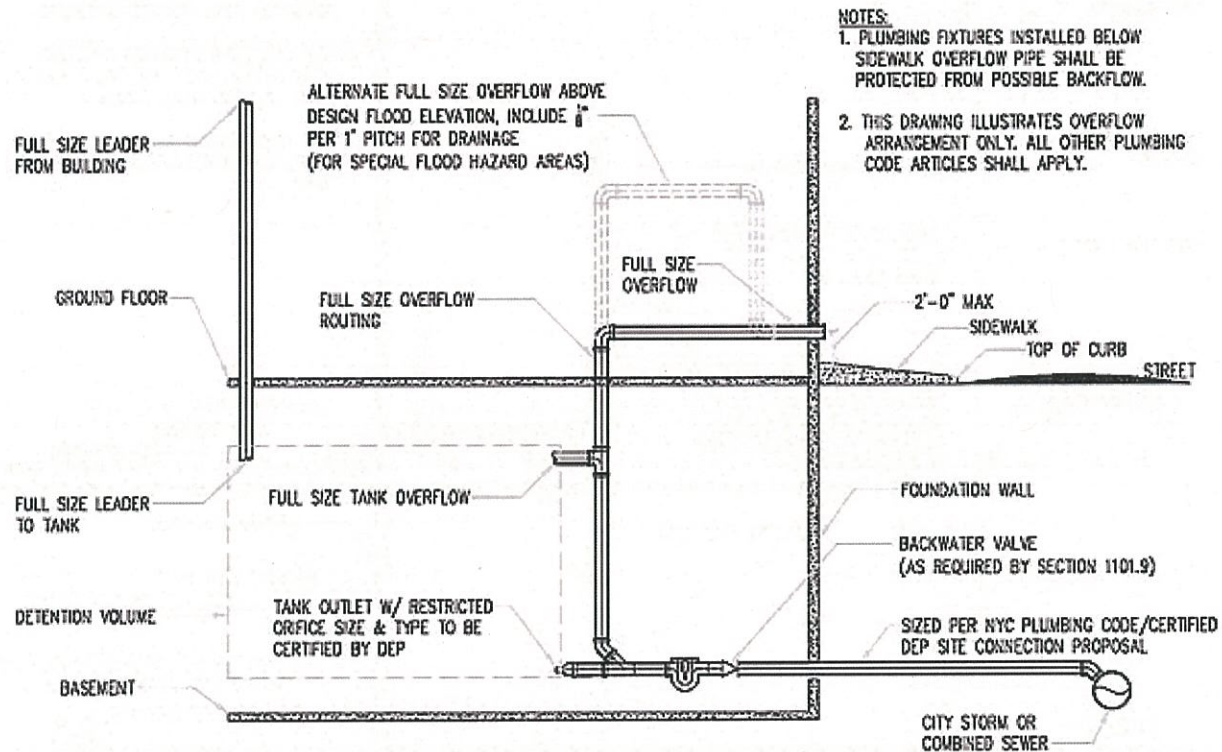 NOTES:
1. PLUMBING FIXTURES INSTALLED BELOW
SIDEWALK OVERFLOW PIPE SHALL BE
PROTECTED FROM POSSIBLE BACKFLOW.
2. THIS DRAWING ILLUSTRATES OVERFLOW
ARRANGEMENT ONLY. ALL OTHER PLUMBING
CODE ARTICLES SHALL APPLY.
ALTERNATE FULL SIZE OVERFLOW ABOVE
DESIGN FLOOD ELEVATION, INCLUDE
PER 1" PITCH FOR DRAINAGE
(FOR SPECIAL FLOOD HAZARD AREAS)
FULL SIZE LEADER
FROM BUILDING
FULL SIZE
OVERFLOW
GROUND FLOOR
FULL SIZE OVERFLOW
ROUTING
2'-0" MAX
SIDEWALK
TOP OF CURB
STREET
FULL SIZE LEADER
TO TANK
FULL SIZE TANK OVERFLOW
FOUNDATION WALL
BACKWATER VALVE
(AS REQUIRED BY SECTION 1101.9)
DETENTION VOLUME
TANK OUTLET W/ RESTRICTED
ORIFICE SIZE & TYPE TO BE
CERTIFIED BY DEP
SIZED PER NYC PLUMBING CODE/CERTIFIED
DEP SITE CONNECTION PROPOSAL
BASEMENT
CITY STORM OR
COMBINED SEWER